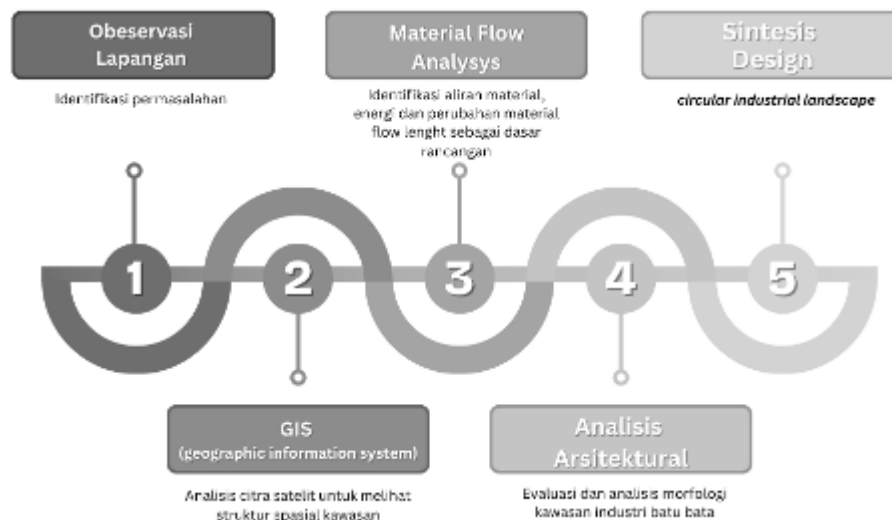 Obeservasi
Lapangan
Identifikasi permasalahan
Material Flow
Analysys
Identifikasi aliran material,
energi dan perubahan material
flow lenght sebagai dasar
rancangan
Sintesis
Design
circular industrial landscape
1
2
3
4
5
GIS
(geographic information system)
Analisis citra satelit untuk melihat
struktur spasial kawasan
Analisis
Arsitektural
Evaluasi dan analisis morfologi
kawasan industri batu bata